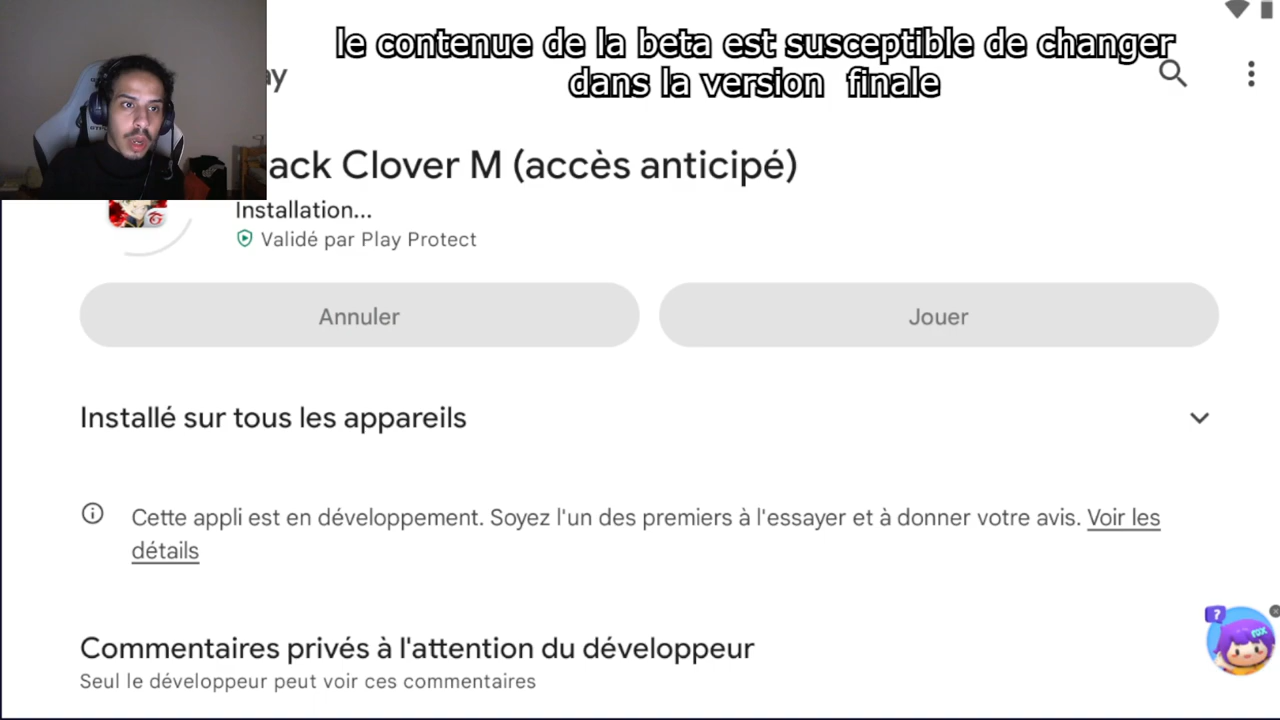 le contenue de la beta est susceptible de changer
dans la version finale
ay
ack Clover M (accès anticipé)
Installation...
Validé par Play Protect
Annuler
Jouer
Installé sur tous les appareils
Cette appli est en développement. Soyez l'un des premiers à l'essayer et à donner votre avis. Voir les
détails
Commentaires privés à l'attention du développeur
Seul le développeur peut voir ces commentaires